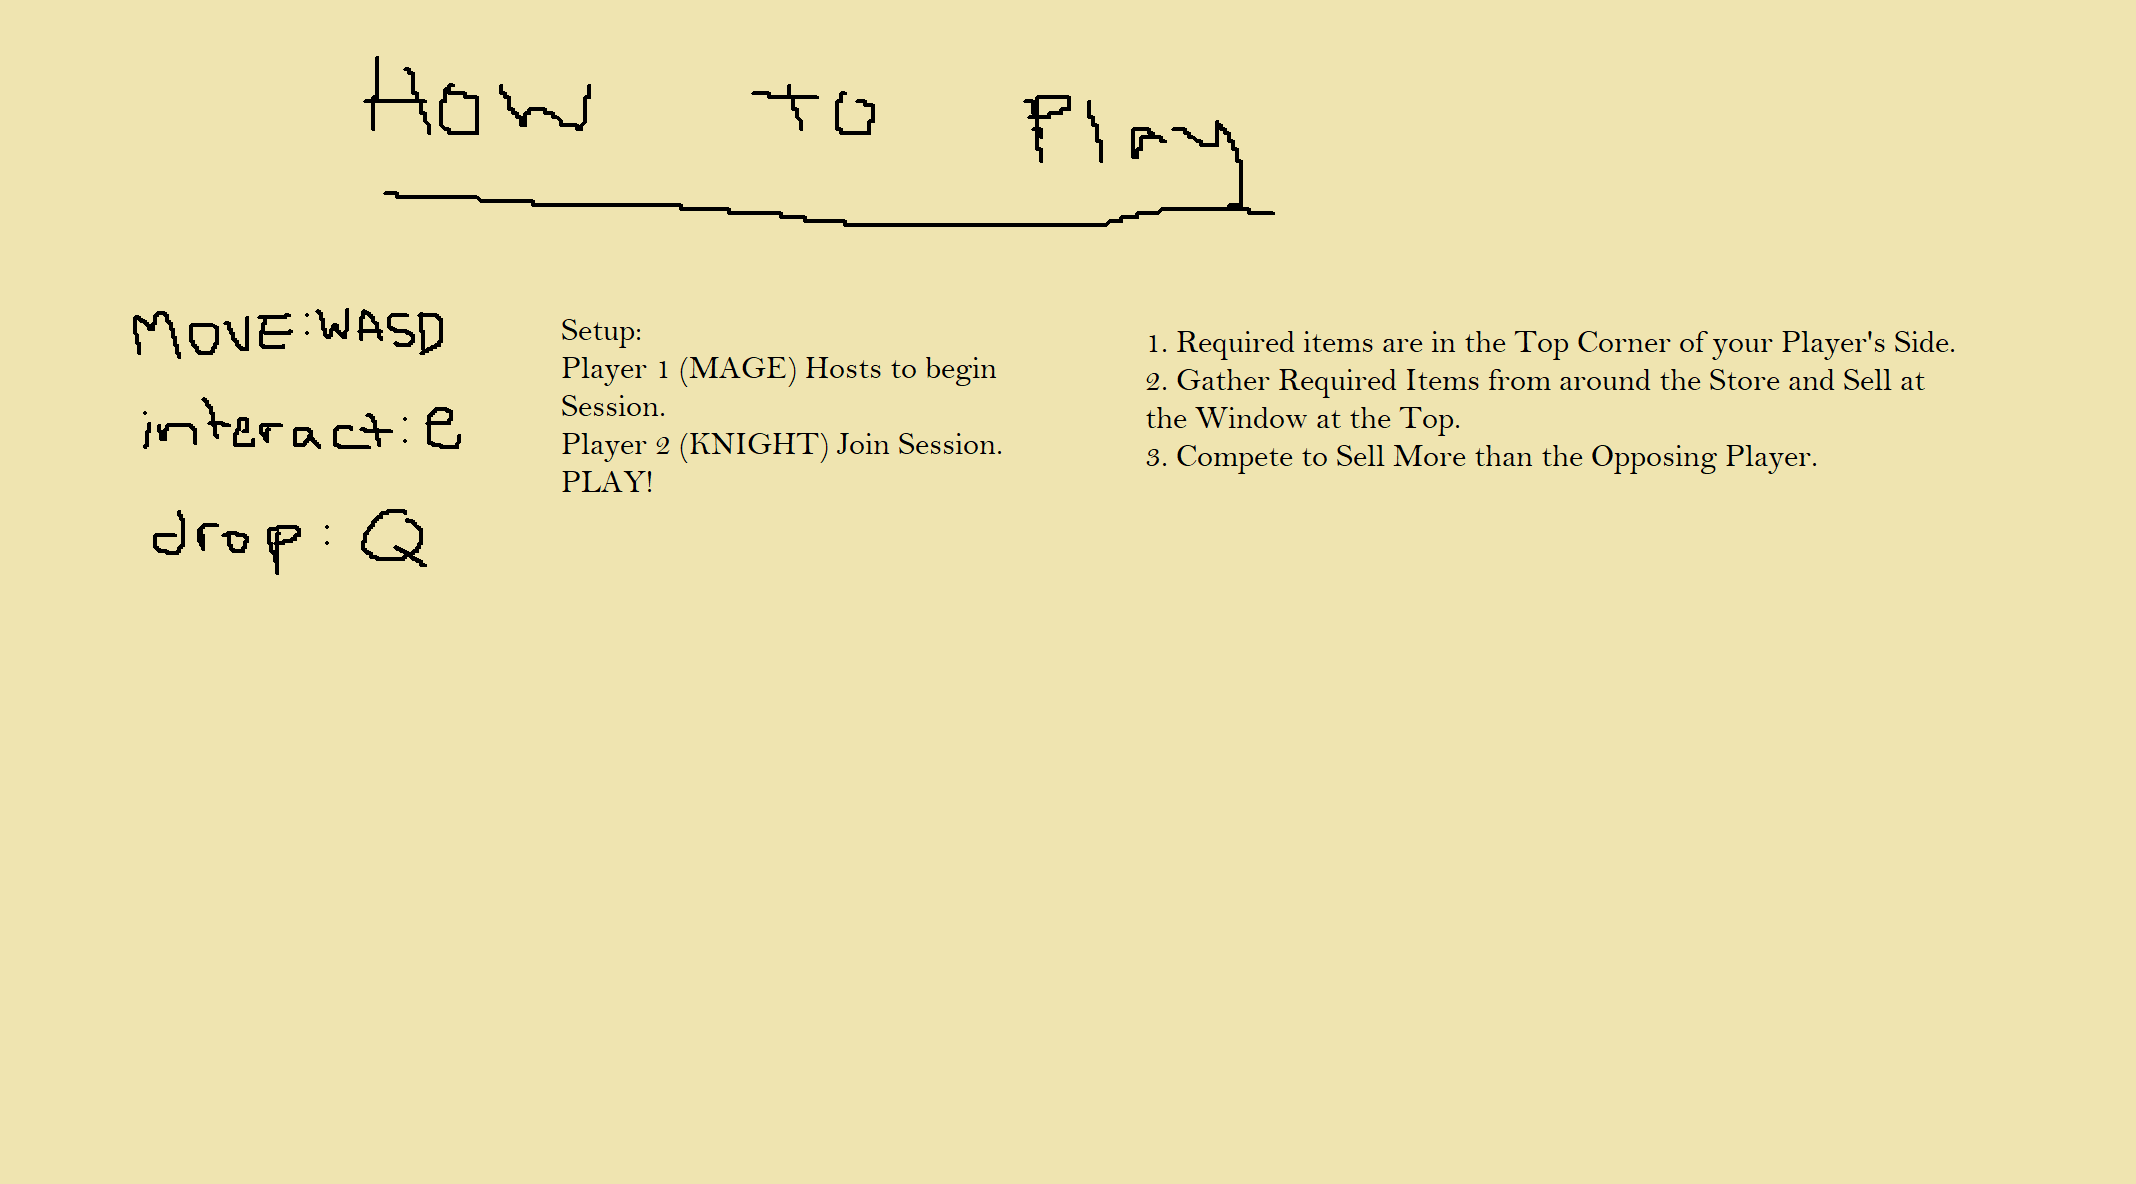 How to Play
MOVE:WASD
interact:e
drop: Q
Setup:
Player 1 (MAGE) Hosts to begin
Session.
Player 2 (KNIGHT) Join Session.
PLAY!
1. Required items are in the Top Corner of your Player's Side.
2. Gather Required Items from around the Store and Sell at
the Window at the Top.
3. Compete to Sell More than the Opposing Player.